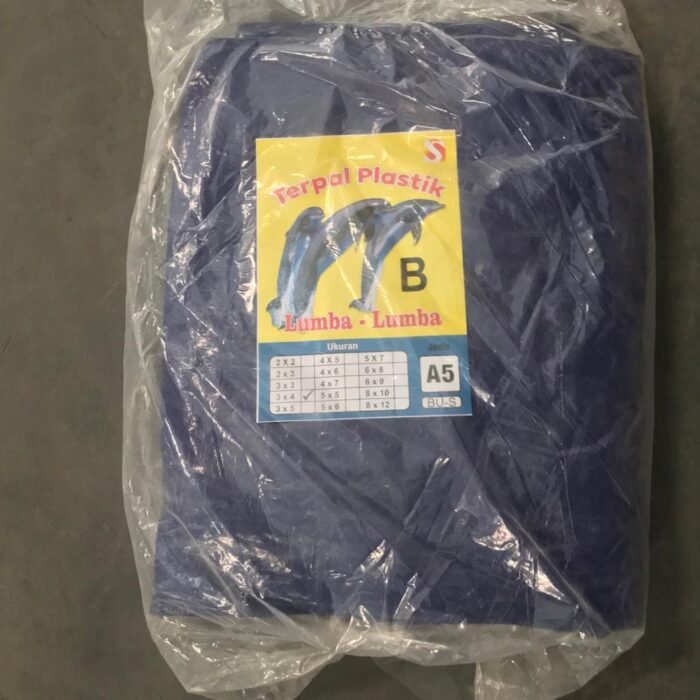 S
Terpal Plastik
B
Lumba - Lumba
Ukuran
Jenis
2 X 2 4 X 5 5 X 7
2 x 3 4 x 6 6 x 8
3 x 3 4 x 7 6 x 9
3 x 4 ✓ 5 x 5 8 x 10
3 x 5 5 x 6 8 x 12
A5
BU-S